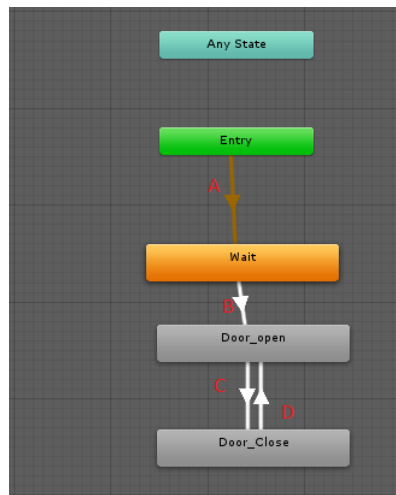 Any State
Entry
A
Wait
B
Door_open
C
D
Door_Close